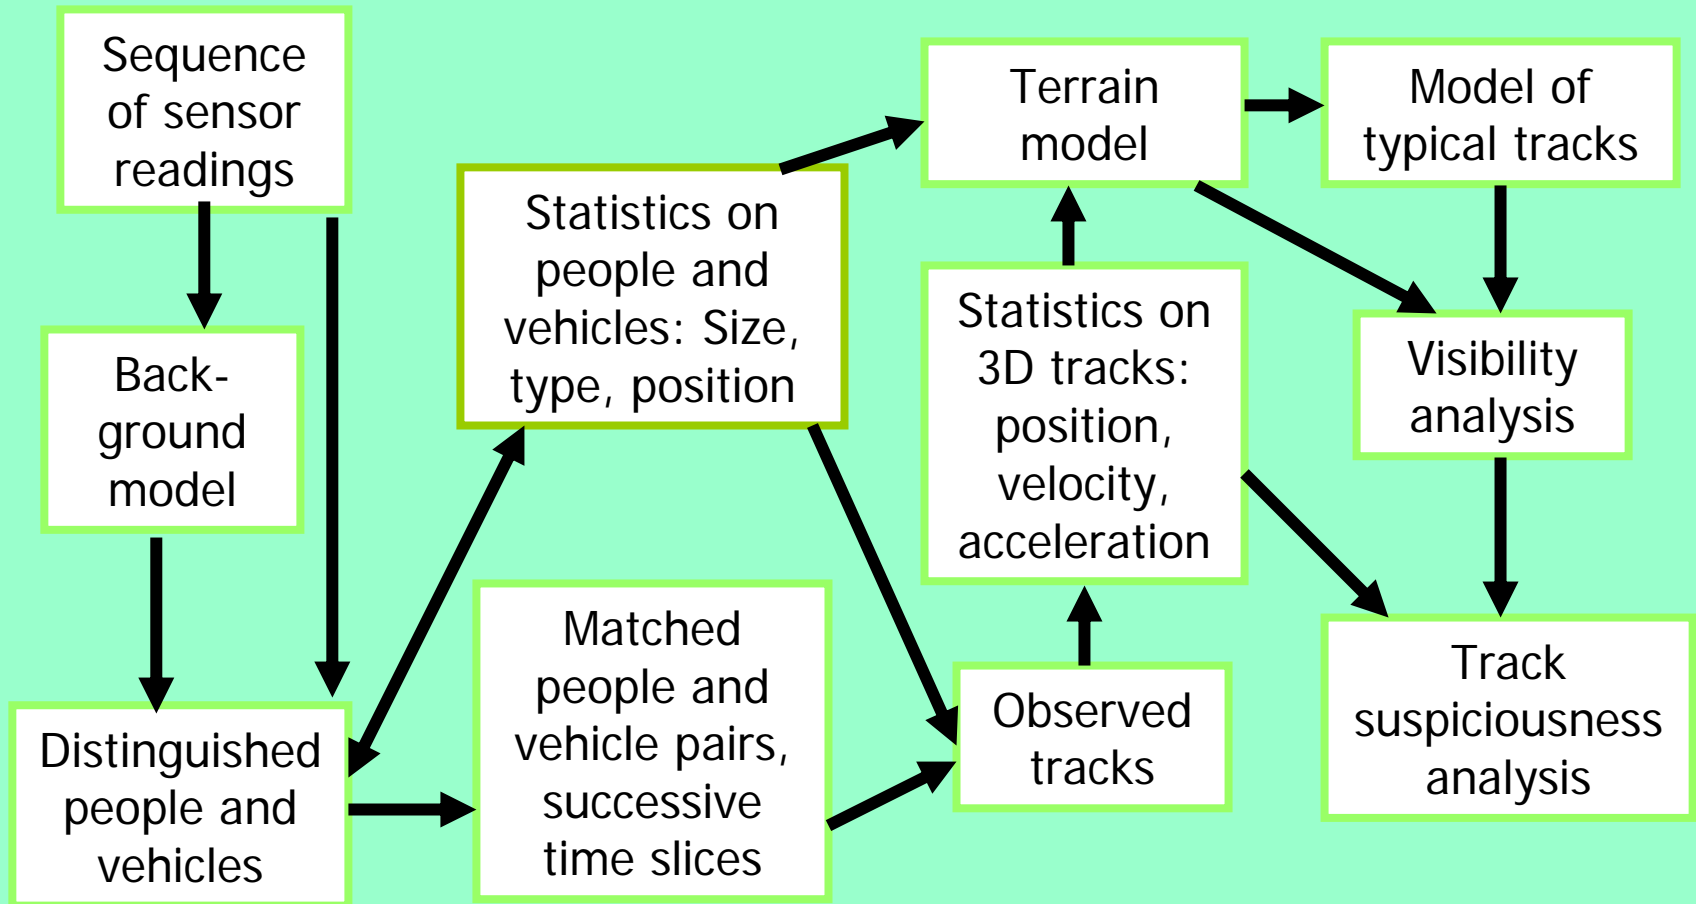 Sequence
of sensor
readings
Back-
ground
model
Distinguished
people and
vehicles
Statistics on
people and
vehicles: Size,
type, position
Matched
people and
vehicle pairs,
successive
time slices
Terrain
model
Statistics on
3D tracks:
position,
velocity,
acceleration
Observed
tracks
Model of
typical tracks
Visibility
analysis
Track
suspiciousness
analysis